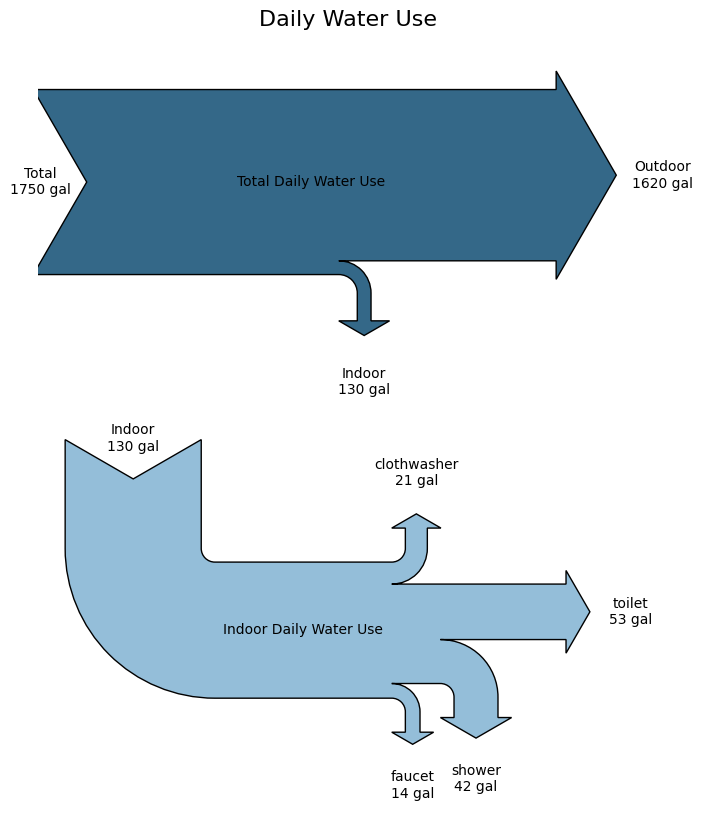 Daily Water Use
Total
1750 gal
Total Daily Water Use
Outdoor
1620 gal
Indoor
130 gal
Indoor
130 gal
clothwasher
21 gal
Indoor Daily Water Use
toilet
53 gal
faucet
14 gal
shower
42 gal